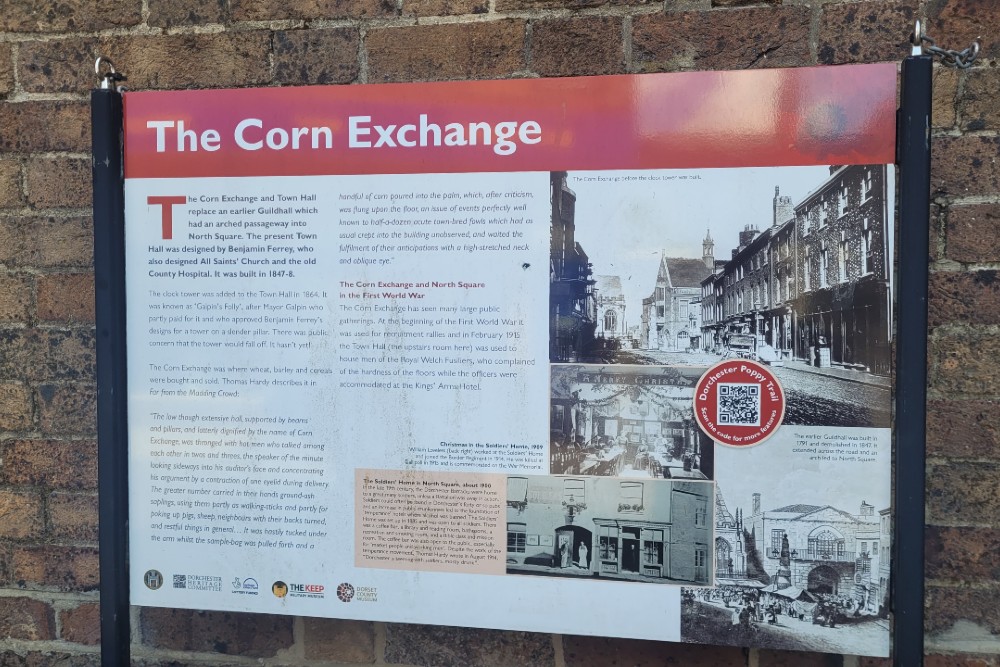 The Corn Exchange
The Corn Exchange and Town Hall
replace an earlier Guildhall which
had an arched passageway into
North Square. The present Town
Hall was designed by Benjamin Ferrey, who
also designed All Saints' Church and the old
County Hospital. It was built in 1847-8.
The clock tower was added to the Town Hall in 1864. It
was known as "Galpin's Folly", after Mayor Galpin who
partly paid for it and who approved Benjamin Ferrey's
designs for a tower on a slender pillar. There was public
concern that the tower would fall off. It hasn't yet!
The Corn Exchange was where wheat, barley and cereals
were bought and sold. Thomas Hardy describes it in
Far from the Madding Crowd:
"The low though extensive hall, supported by beams
and pillars, and latterly dignified by the name of Corn
Exchange, was thronged with hot men who talked among
each other in twos and threes, the speaker of the minute
looking sideways into his auditor's face and concentrating
his argument by a contraction of one eyelid during delivery.
The greater number carried in their hands ground-ash
saplings, using them partly as walking-sticks and partly for
poking up pigs, sheep, neighbours with their backs turned,
and restful things in general... It was hastily tucked under
the arm whilst the sample-bag was pulled forth and a
handful of corn poured into the palm, which, after criticism,
was flung upon the floor, an issue of events perfectly well
known to half-a-dozen acute town-bred fowls which had as
usual crept into the building unobserved, and waited the
fulfilment of their anticipations with a high-stretched neck
and oblique eye."
The Corn Exchange and North Square
in the First World War
The Corn Exchange has seen many large public
gatherings. At the beginning of the First World War it
was used for recruitment rallies and in February 1915
the Town Hall (the upstairs room here) was used to
house men of the Royal Welch Fusiliers, who complained
of the hardness of the floors while the officers were
accommodated at the Kings' Arms Hotel.
Christmas in the Soldiers' Home, 1909
The Soldiers' Home in North Square, about 1900
The Corn Exchange before the clock tower was built.
Dorchester Poppy Trail
Scan the code for more features
The earlier Guildhall was built in
1791 and demolished in 1847. It
extended across the road and an
arch led to North Square.
DORCHESTER
HERITAGE
COMMITTEE
LOTTERY FUNDED
THE KEEP
MILITARY MUSEUM
DORSET
COUNTY
MUSEUM